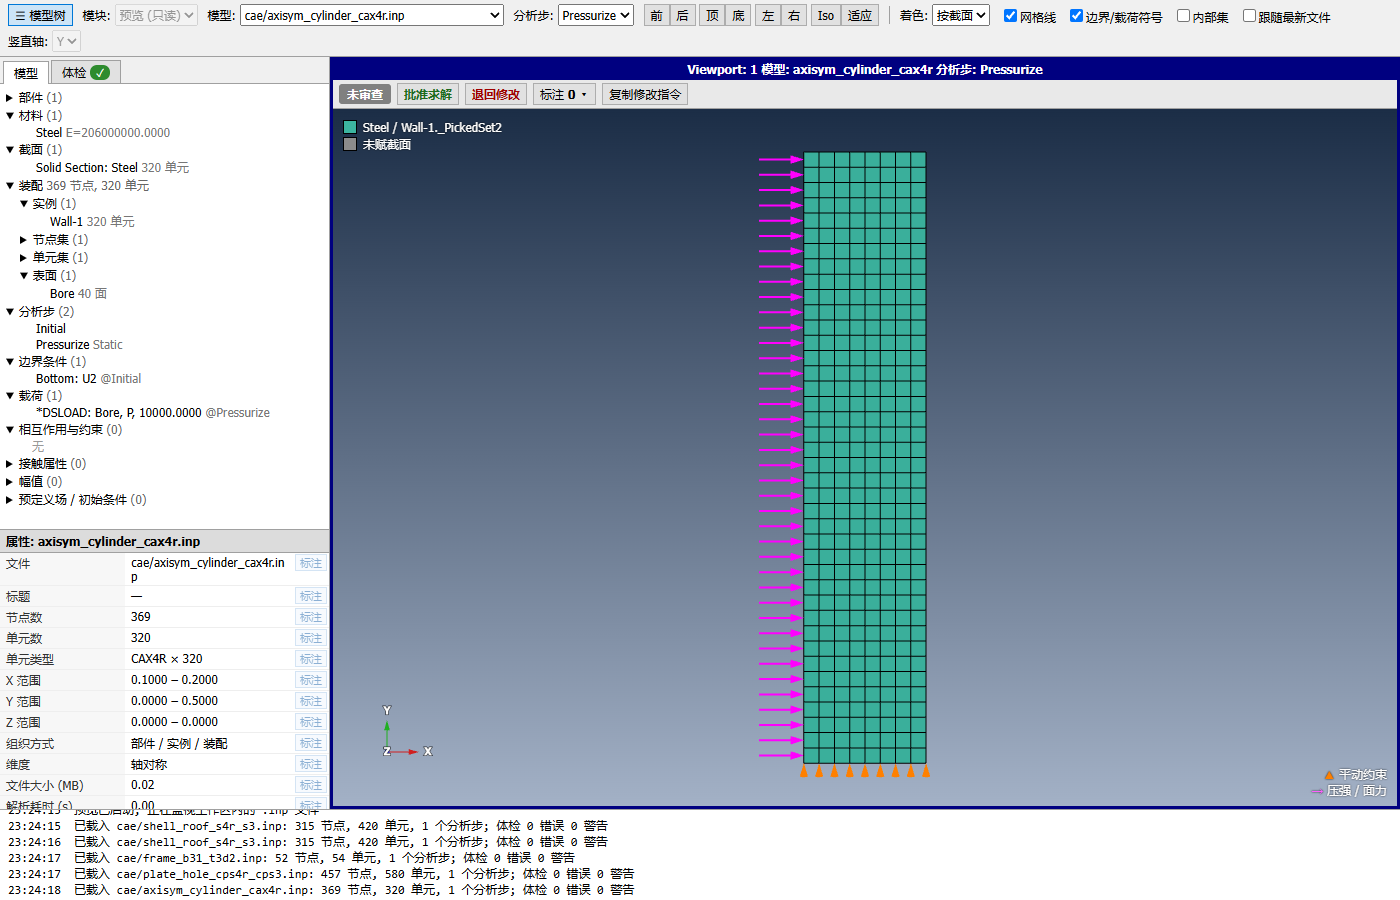 ☰ 模型树 模块: 预览 (只读) 模型: cae/axisym_cylinder_cax4r.inp 分析步: Pressurize 前 后 顶 底 左 右 Iso 适应 着色: 按截面 网格线 边界/载荷符号 内部集 跟随最新文件
竖直轴: Y
模型 体检 ✓
Viewport: 1 模型: axisym_cylinder_cax4r 分析步: Pressurize
未审查 批准求解 退回修改 标注 0 复制修改指令
▶ 部件 (1)
▼ 材料 (1)
Steel E=206000000.0000
▼ 截面 (1)
Solid Section: Steel 320 单元
▼ 装配 369 节点, 320 单元
▼ 实例 (1)
Wall-1 320 单元
▶ 节点集 (1)
▶ 单元集 (1)
▼ 表面 (1)
Bore 40 面
▼ 分析步 (2)
Initial
Pressurize Static
▼ 边界条件 (1)
Bottom: U2 @Initial
▼ 载荷 (1)
*DSLOAD: Bore, P, 10000.0000 @Pressurize
▼ 相互作用与约束 (0)
无
▶ 接触属性 (0)
▶ 幅值 (0)
▶ 预定义场 / 初始条件 (0)
Steel / Wall-1._PickedSet2
未赋截面
Y
Z X
平动约束
压强 / 面力
属性: axisym_cylinder_cax4r.inp
文件 cae/axisym_cylinder_cax4r.in 标注
p
标题 — 标注
节点数 369 标注
单元数 320 标注
单元类型 CAX4R × 320 标注
X 范围 0.1000 – 0.2000 标注
Y 范围 0.0000 – 0.5000 标注
Z 范围 0.0000 – 0.0000 标注
组织方式 部件 / 实例 / 装配 标注
维度 轴对称 标注
文件大小 (MB) 0.02 标注
解析耗时 (s) 0.00 标注
23:24:15 预览已启动, 正在监视工作区内的 .inp 文件
23:24:15 已载入 cae/shell_roof_s4r_s3.inp: 315 节点, 420 单元, 1 个分析步; 体检 0 错误 0 警告
23:24:16 已载入 cae/shell_roof_s4r_s3.inp: 315 节点, 420 单元, 1 个分析步; 体检 0 错误 0 警告
23:24:17 已载入 cae/frame_b31_t3d2.inp: 52 节点, 54 单元, 1 个分析步; 体检 0 错误 0 警告
23:24:17 已载入 cae/plate_hole_cps4r_cps3.inp: 457 节点, 580 单元, 1 个分析步; 体检 0 错误 0 警告
23:24:18 已载入 cae/axisym_cylinder_cax4r.inp: 369 节点, 320 单元, 1 个分析步; 体检 0 错误 0 警告